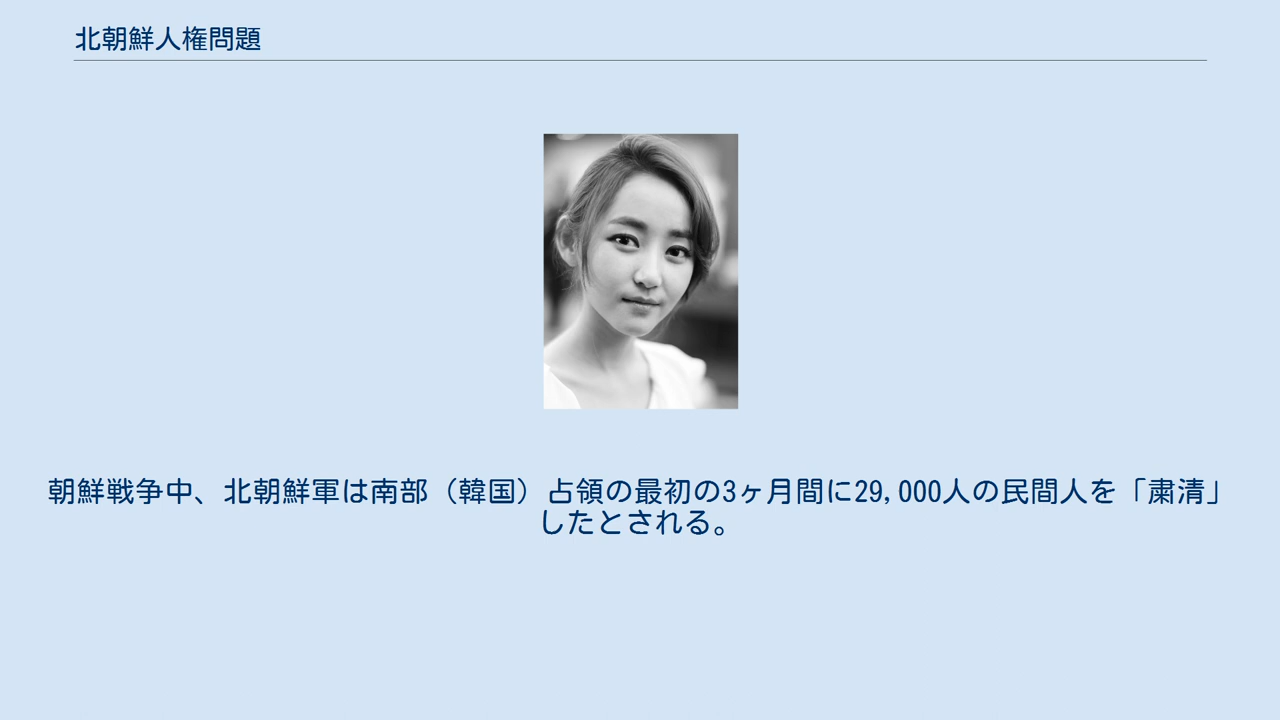 北朝鮮人権問題
朝鮮戦争中、北朝鮮軍は南部（韓国）占領の最初の3ヶ月間に29,000人の民間人を「粛清」
したとされる。